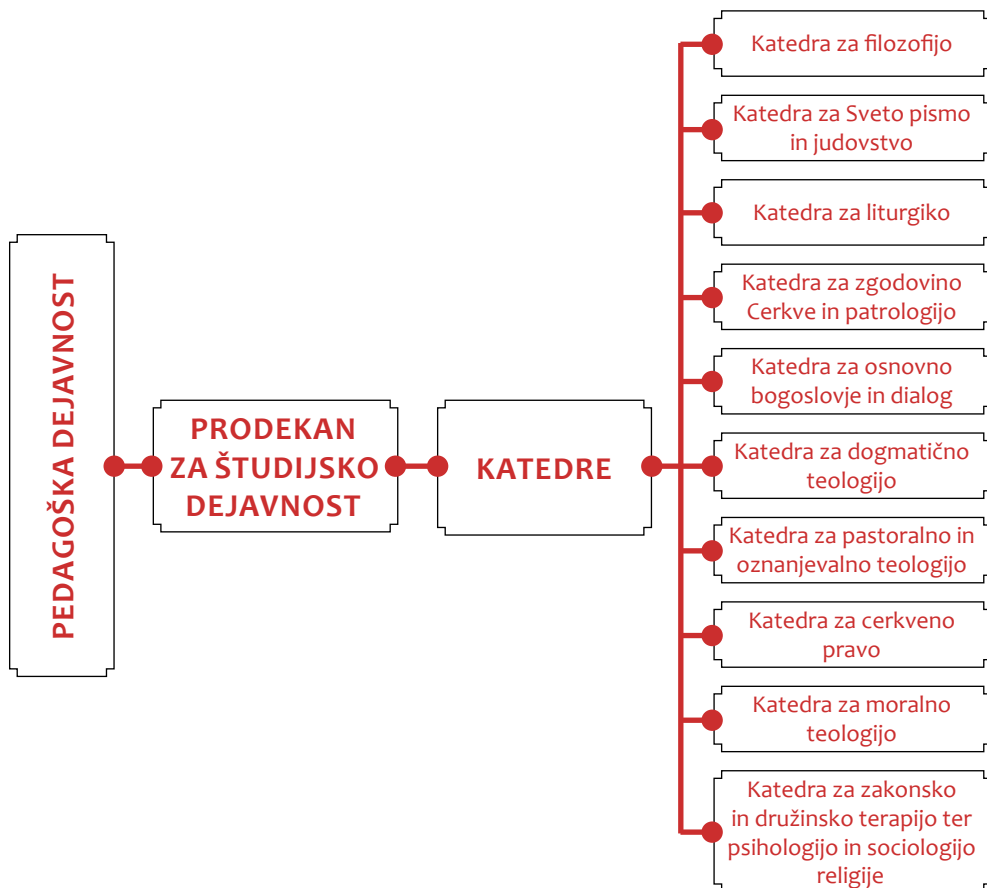 PEDAGOŠKA DEJAVNOST
PRODEKAN
ZA ŠTUDIJSKO
DEJAVNOST
KATEDRE
Katedra za filozofijo
Katedra za Sveto pismo
in judovstvo
Katedra za liturgiko
Katedra za zgodovino
Cerkve in patrologijo
Katedra za osnovno
bogoslovje in dialog
Katedra za dogmatično
teologijo
Katedra za pastoralno in
oznanjevalno teologijo
Katedra za cerkveno
pravo
Katedra za moralno
teologijo
Katedra za zakonsko
in družinsko terapijo ter
psihologijo in sociologijo
religije